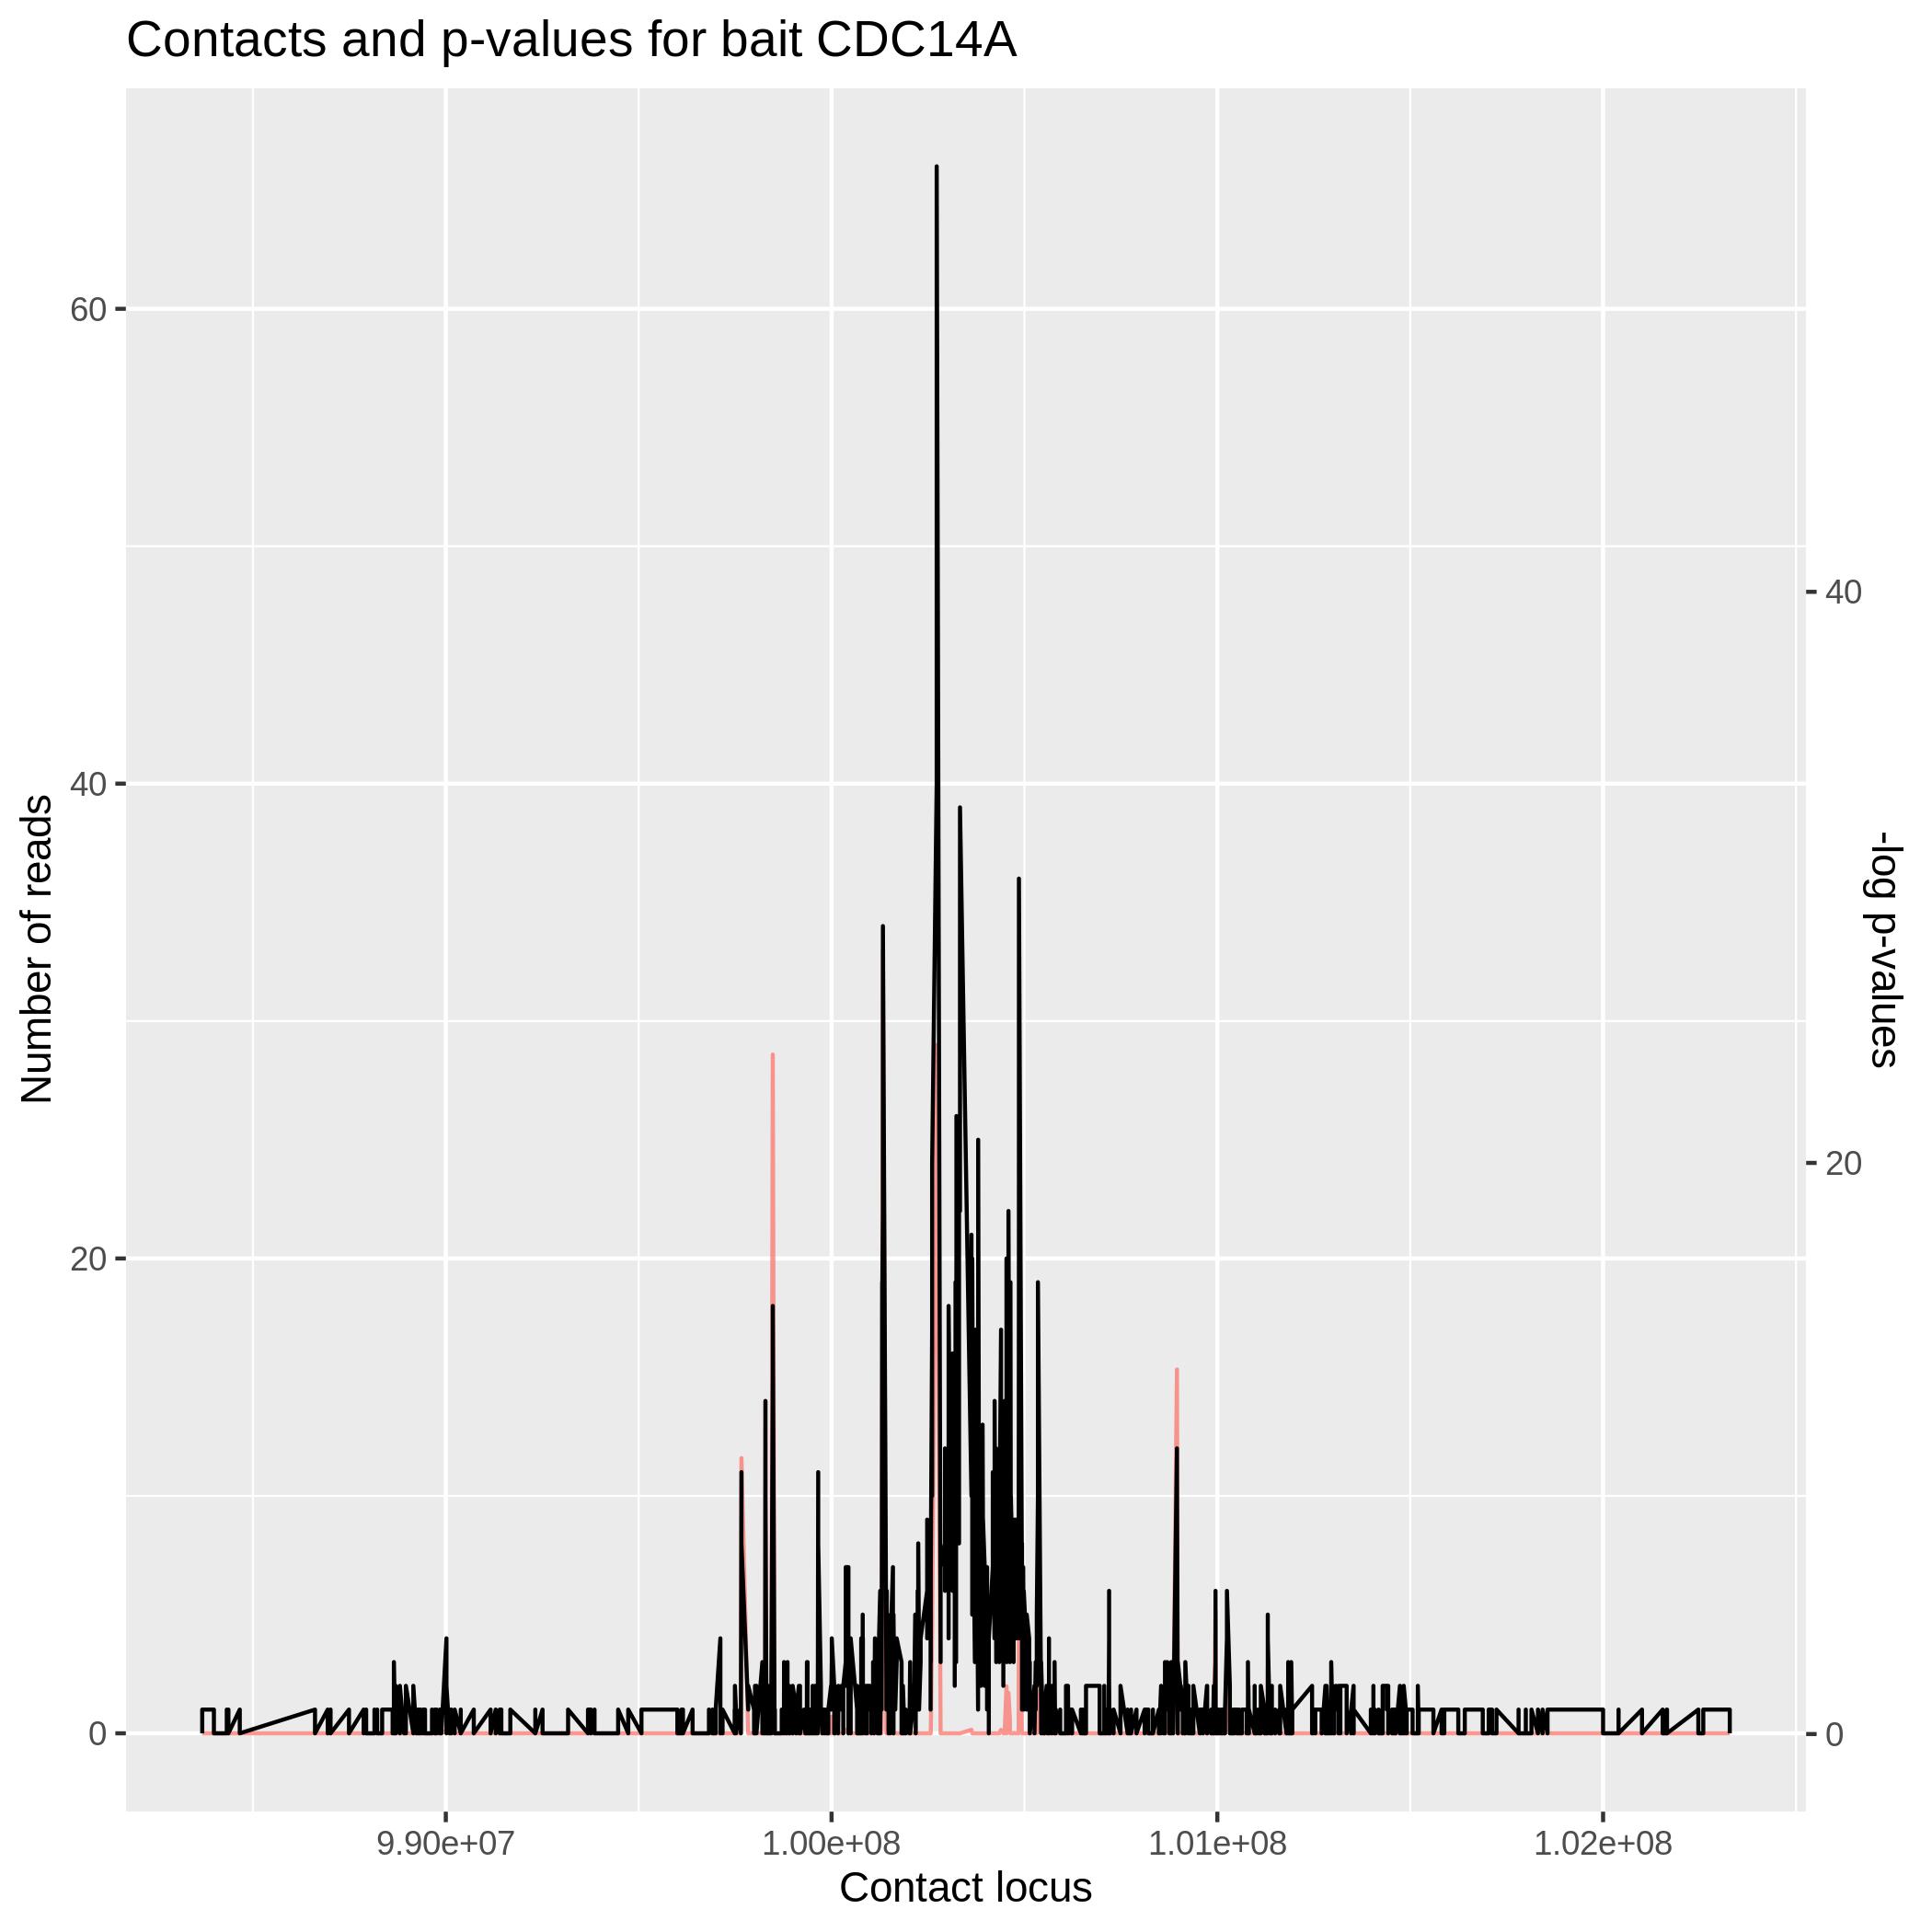 Contacts and p-values for bait CDC14A
60
40
20
0
Number of reads
40
20
0
-log p-values
9.90e+07
1.00e+08
1.01e+08
1.02e+08
Contact locus